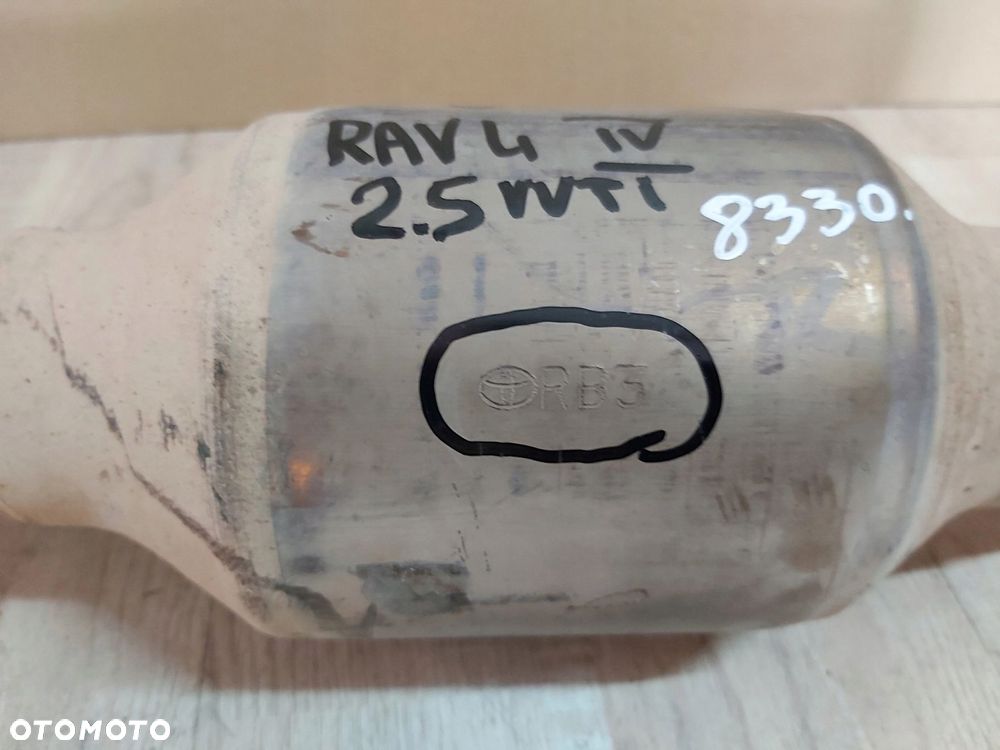 RAV4 IV
2.5 VVTI
8330.
RB3
OTOMOTO